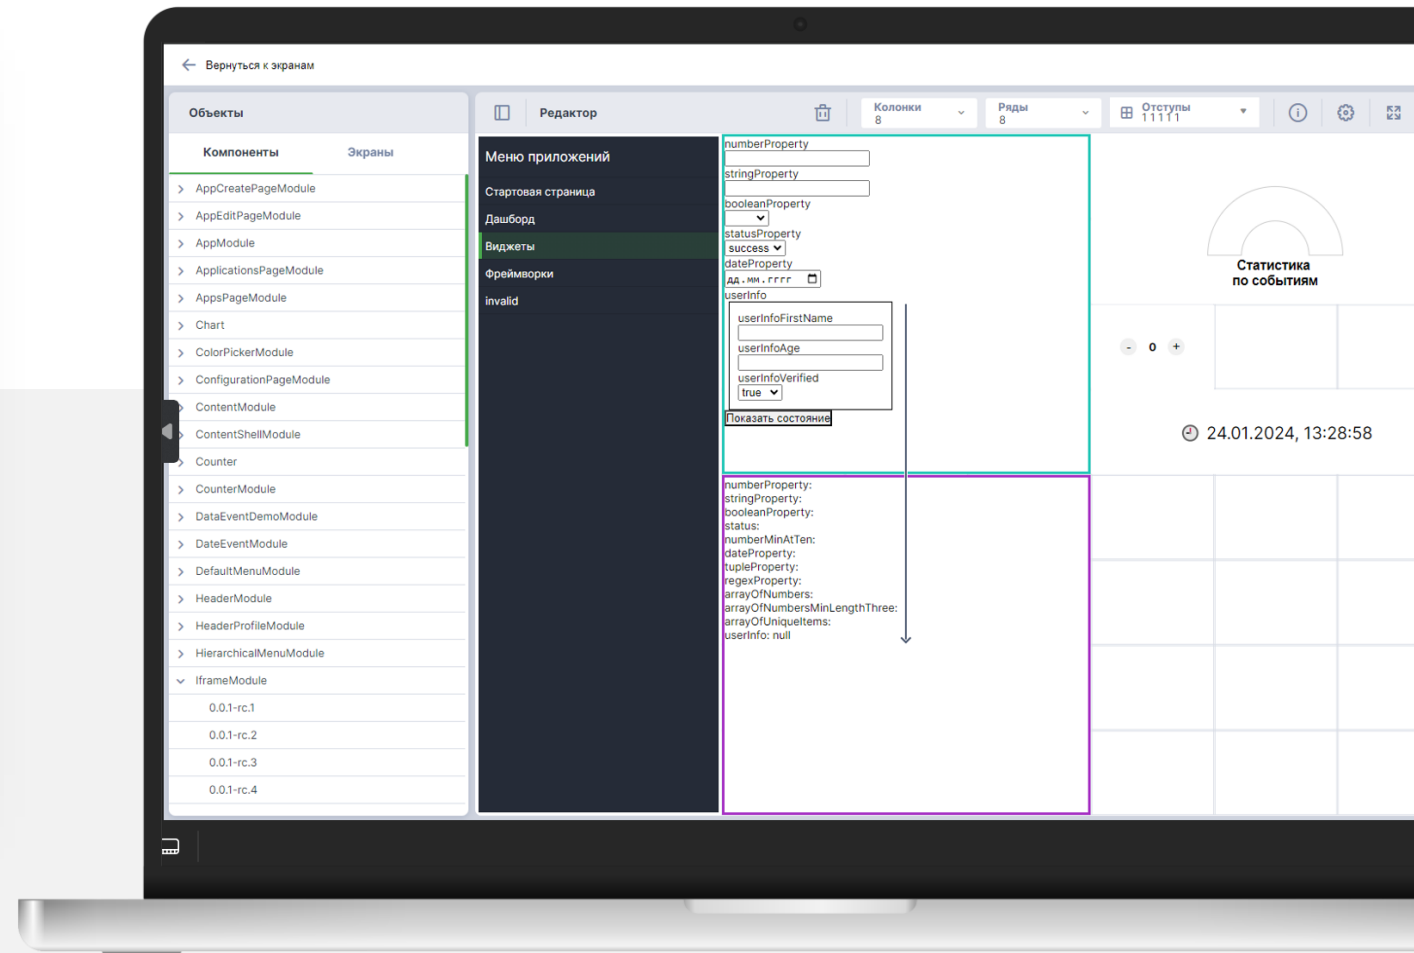 Вернуться к экранам
Объекты
Компоненты
Экраны
AppCreatePageModule
AppEditPageModule
AppModule
ApplicationsPageModule
AppsPageModule
Chart
ColorPickerModule
ConfigurationPageModule
ContentModule
ContentShellModule
Counter
CounterModule
DataEventDemoModule
DateEventModule
DefaultMenuModule
HeaderModule
HeaderProfileModule
HierarchicalMenuModule
IframeModule
0.0.1-rc.1
0.0.1-rc.2
0.0.1-rc.3
0.0.1-rc.4
Редактор
Колонки
8
Ряды
8
Отступы
11111
Меню приложений
Стартовая страница
Дашборд
Виджеты
Фреймворки
invalid
numberProperty
stringProperty
booleanProperty
statusProperty
success
dateProperty
дд.мм.гггг
userInfo
userInfoFirstName
userInfoAge
userInfoVerified
true
Показать состояние
numberProperty:
stringProperty:
booleanProperty:
status:
numberMinAtTen:
dateProperty:
tupleProperty:
regexProperty:
arrayOfNumbers:
arrayOfNumbersMinLengthThree:
arrayOfUniqueItems:
userInfo: null
Статистика
по событиям
- 0 +
24.01.2024, 13:28:58